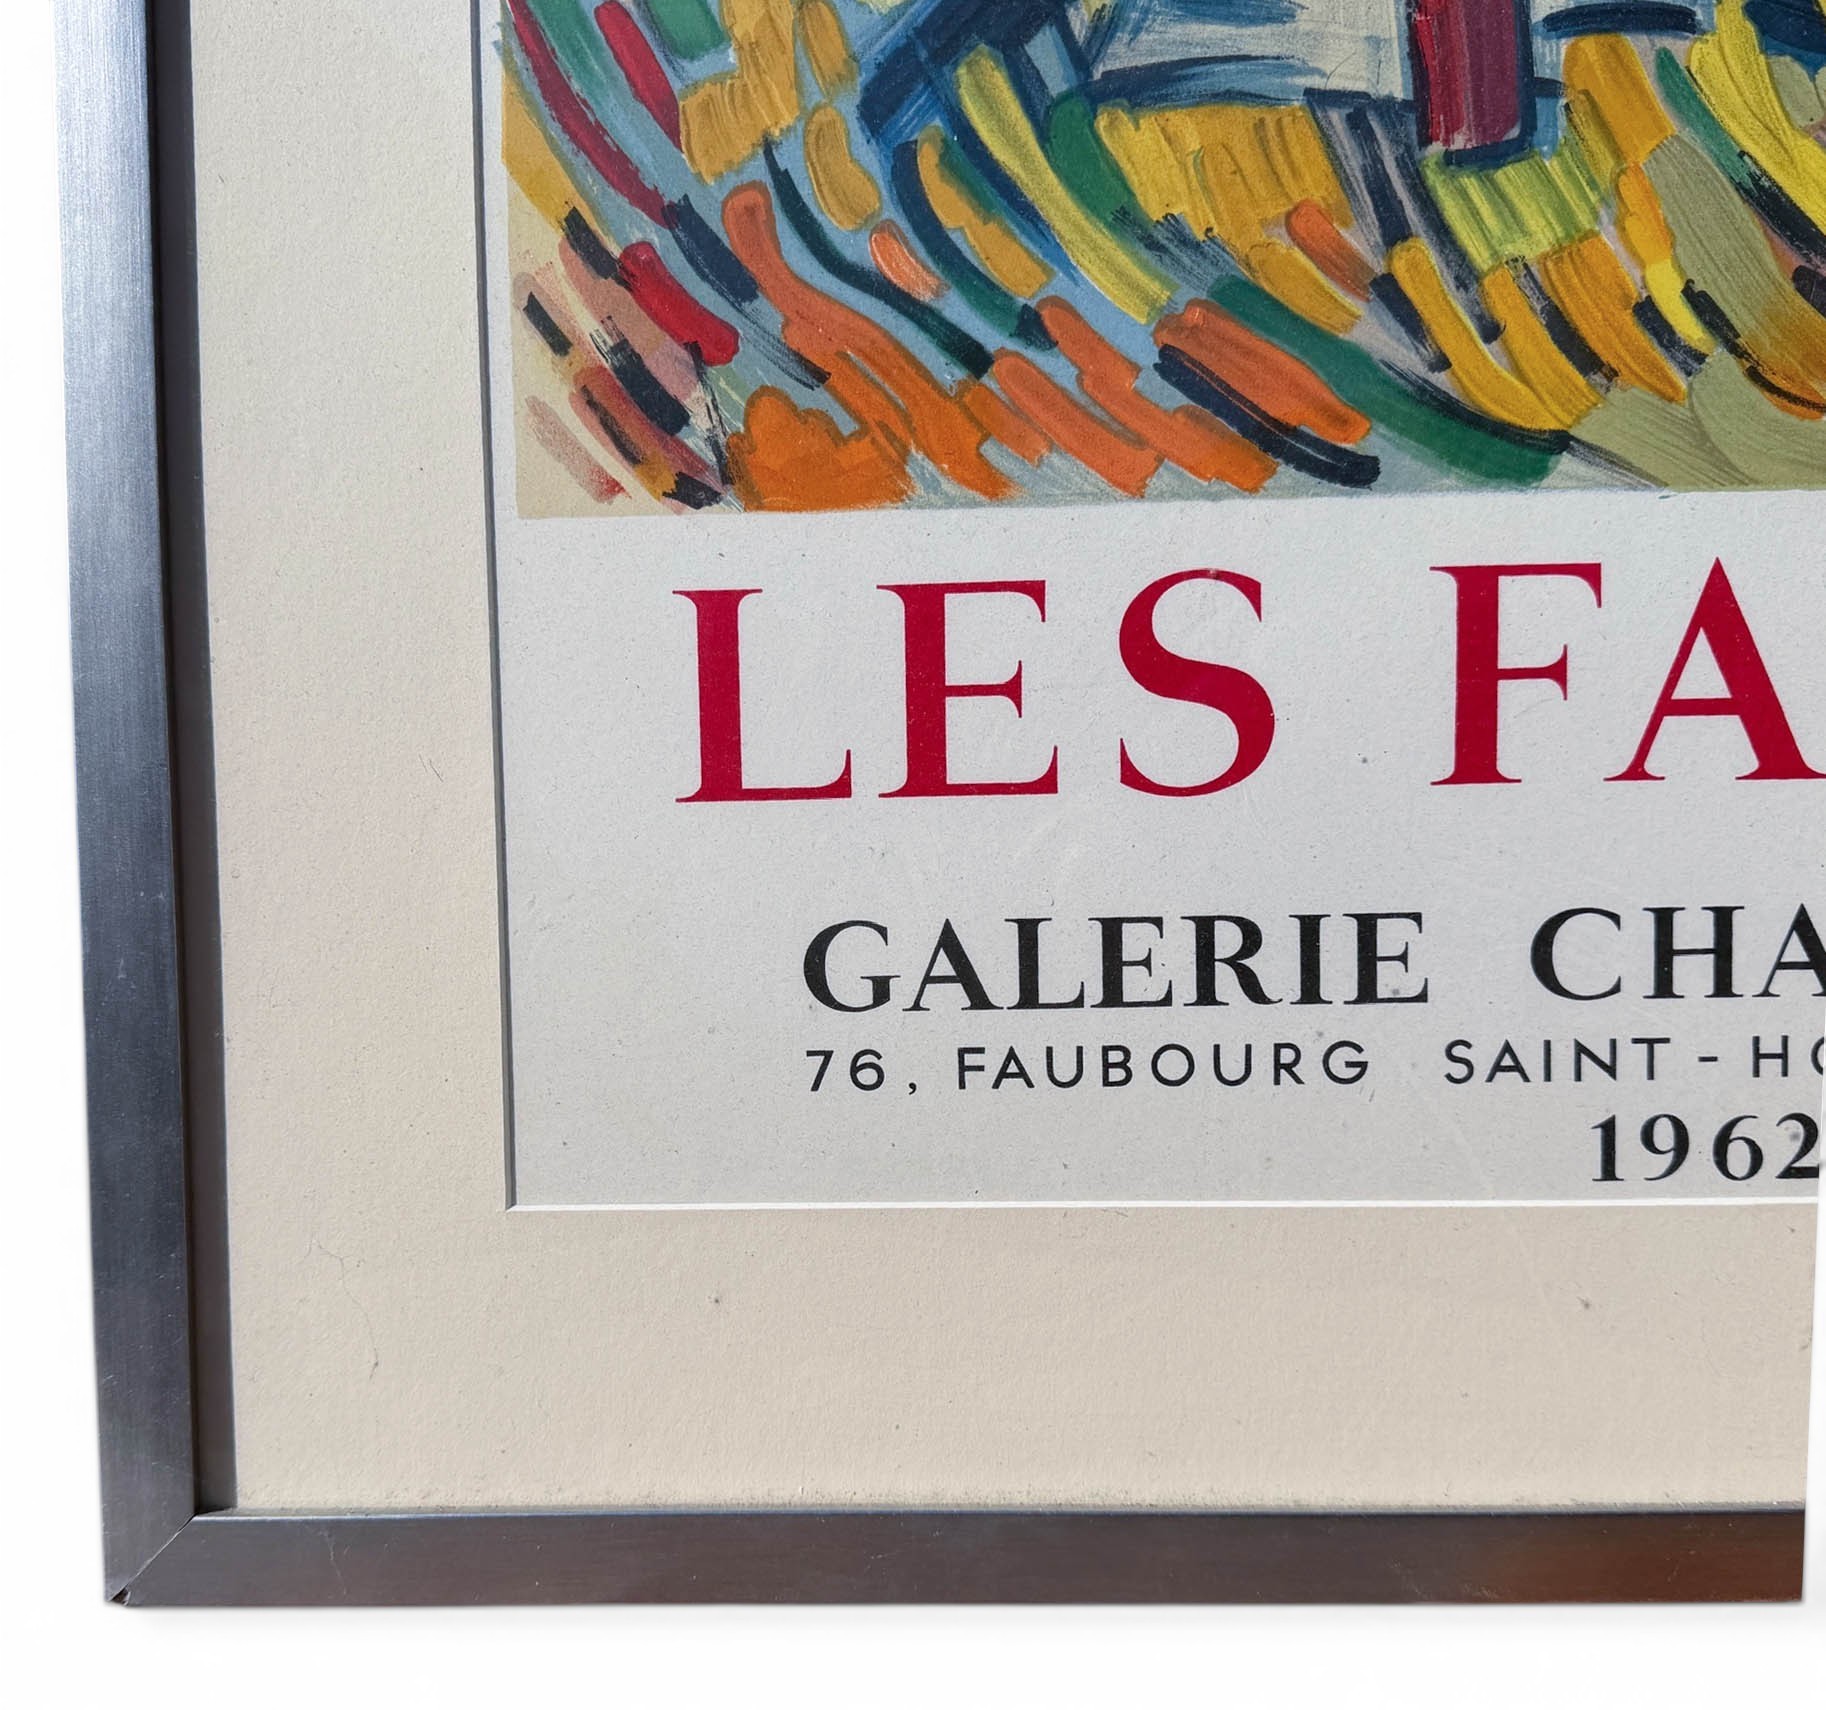 LES FA
GALERIE CHA
76, FAUBOURG SAINT-HO
1962